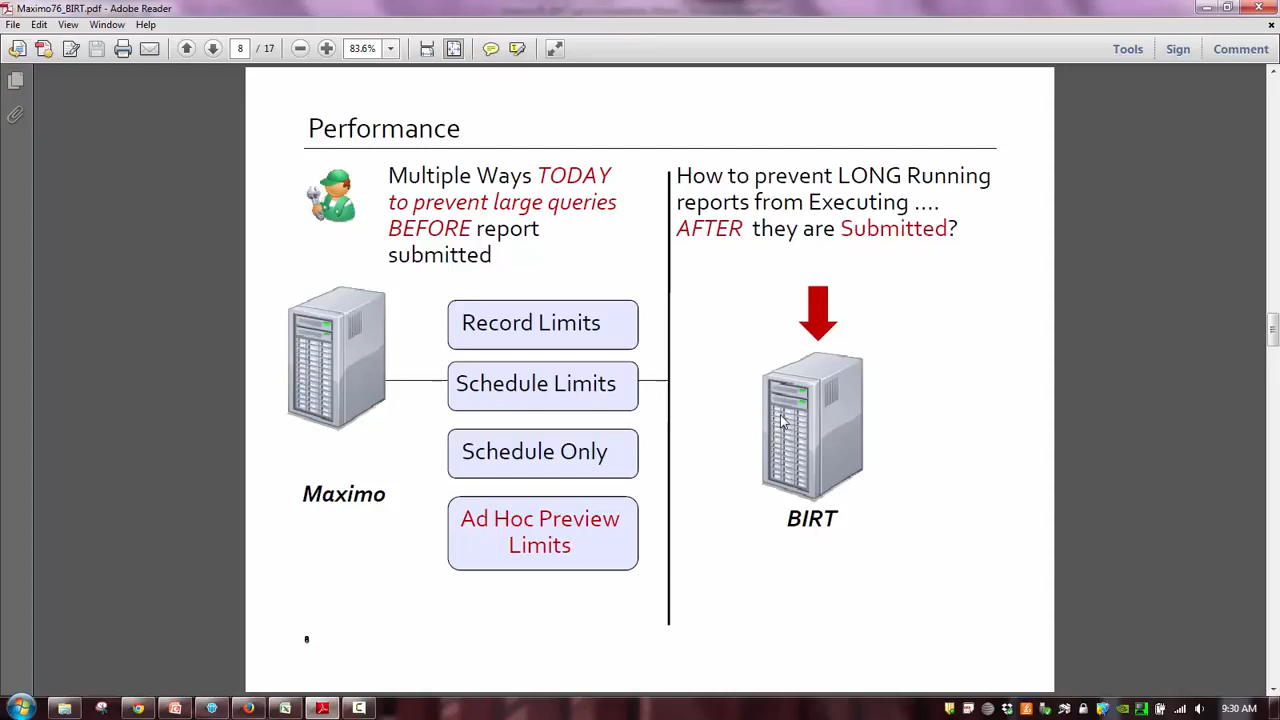 Maximo76_BIRT.pdf - Adobe Reader
File Edit View Window Help
8 / 17 83.6% Tools Sign Comment
Performance
Multiple Ways TODAY
to prevent large queries
BEFORE report
submitted
Record Limits
Schedule Limits
Schedule Only
Ad Hoc Preview
Limits
Maximo
How to prevent LONG Running
reports from Executing ....
AFTER they are Submitted?
BIRT
8
9:30 AM